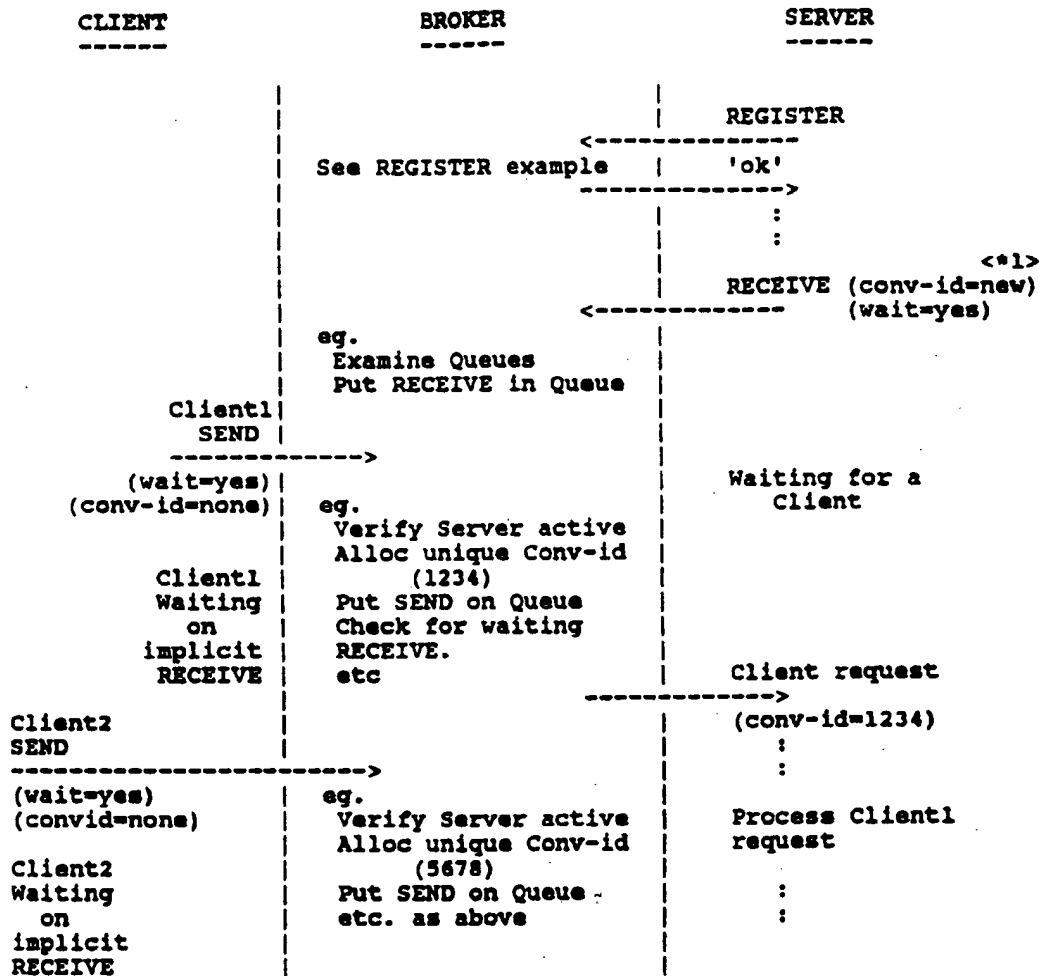 CLIENT BROKER SERVER
------ ------ ------
REGISTER
<---------------
See REGISTER example 'ok'
--------------->
:
:
<*1>
RECEIVE (conv-id=new)
<-------------- (wait=yes)
eg.
Examine Queues
Put RECEIVE in Queue
Client1
SEND
-------------->
(wait=yes) Waiting for a
(conv-id=none) eg. Client
Verify Server active
Alloc unique Conv-id
Client1 (1234)
Waiting Put SEND on Queue
on Check for waiting
implicit RECEIVE.
RECEIVE etc Client request
-------------->
Client2 (conv-id=1234)
SEND :
-------------------------> :
(wait=yes) eg.
(convid=none) Verify Server active Process Client1
Alloc unique Conv-id request
Client2 (5678)
Waiting Put SEND on Queue :
on etc. as above :
implicit
RECEIVE